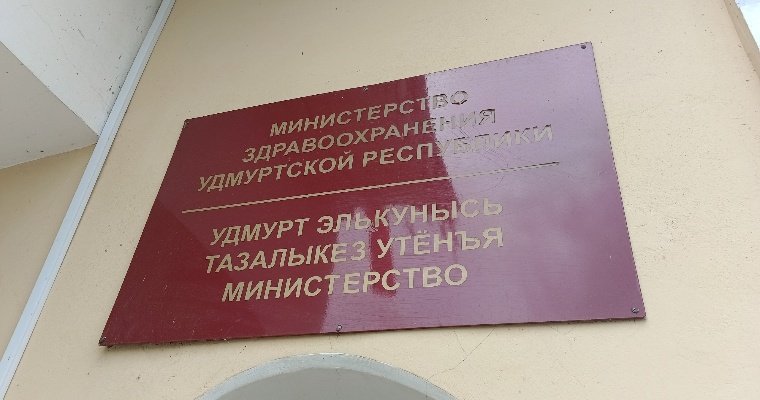 МИНИСТЕРСТВО
ЗДРАВООХРАНЕНИЯ
УДМУРТСКОЙ РЕСПУБЛИКИ
УДМУРТ ЭЛЬКУНЫСЬ
ТАЗАЛЫКЕЗ УТЁНЪЯ
МИНИСТЕРСТВО